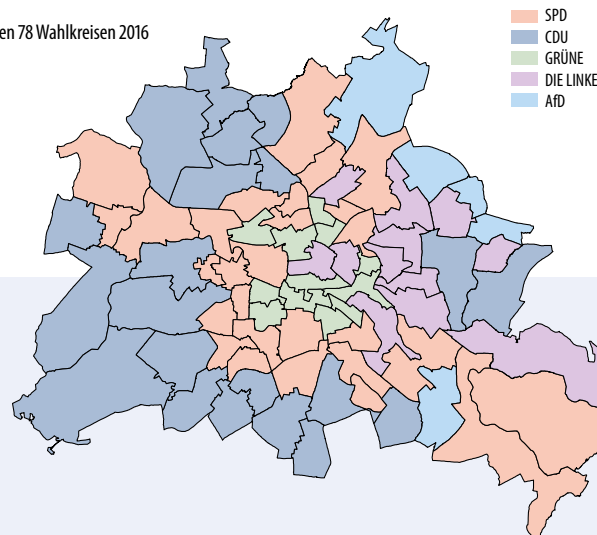 en 78 Wahlkreisen 2016
SPD
CDU
GRÜNE
DIE LINKE
AfD